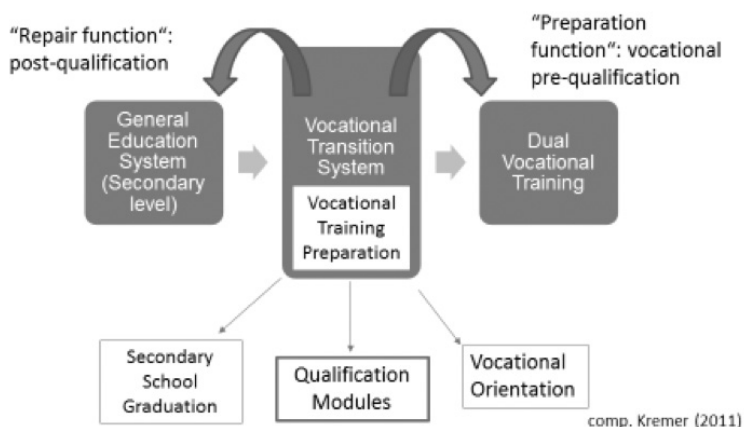 “Repair function“:
post-qualification
“Preparation
function“: vocational
pre-qualification
General
Education
System
(Secondary
level)
Vocational
Transition
System
Dual
Vocational
Training
Vocational
Training
Preparation
Secondary
School
Graduation
Qualification
Modules
Vocational
Orientation
comp. Kremer (2011)